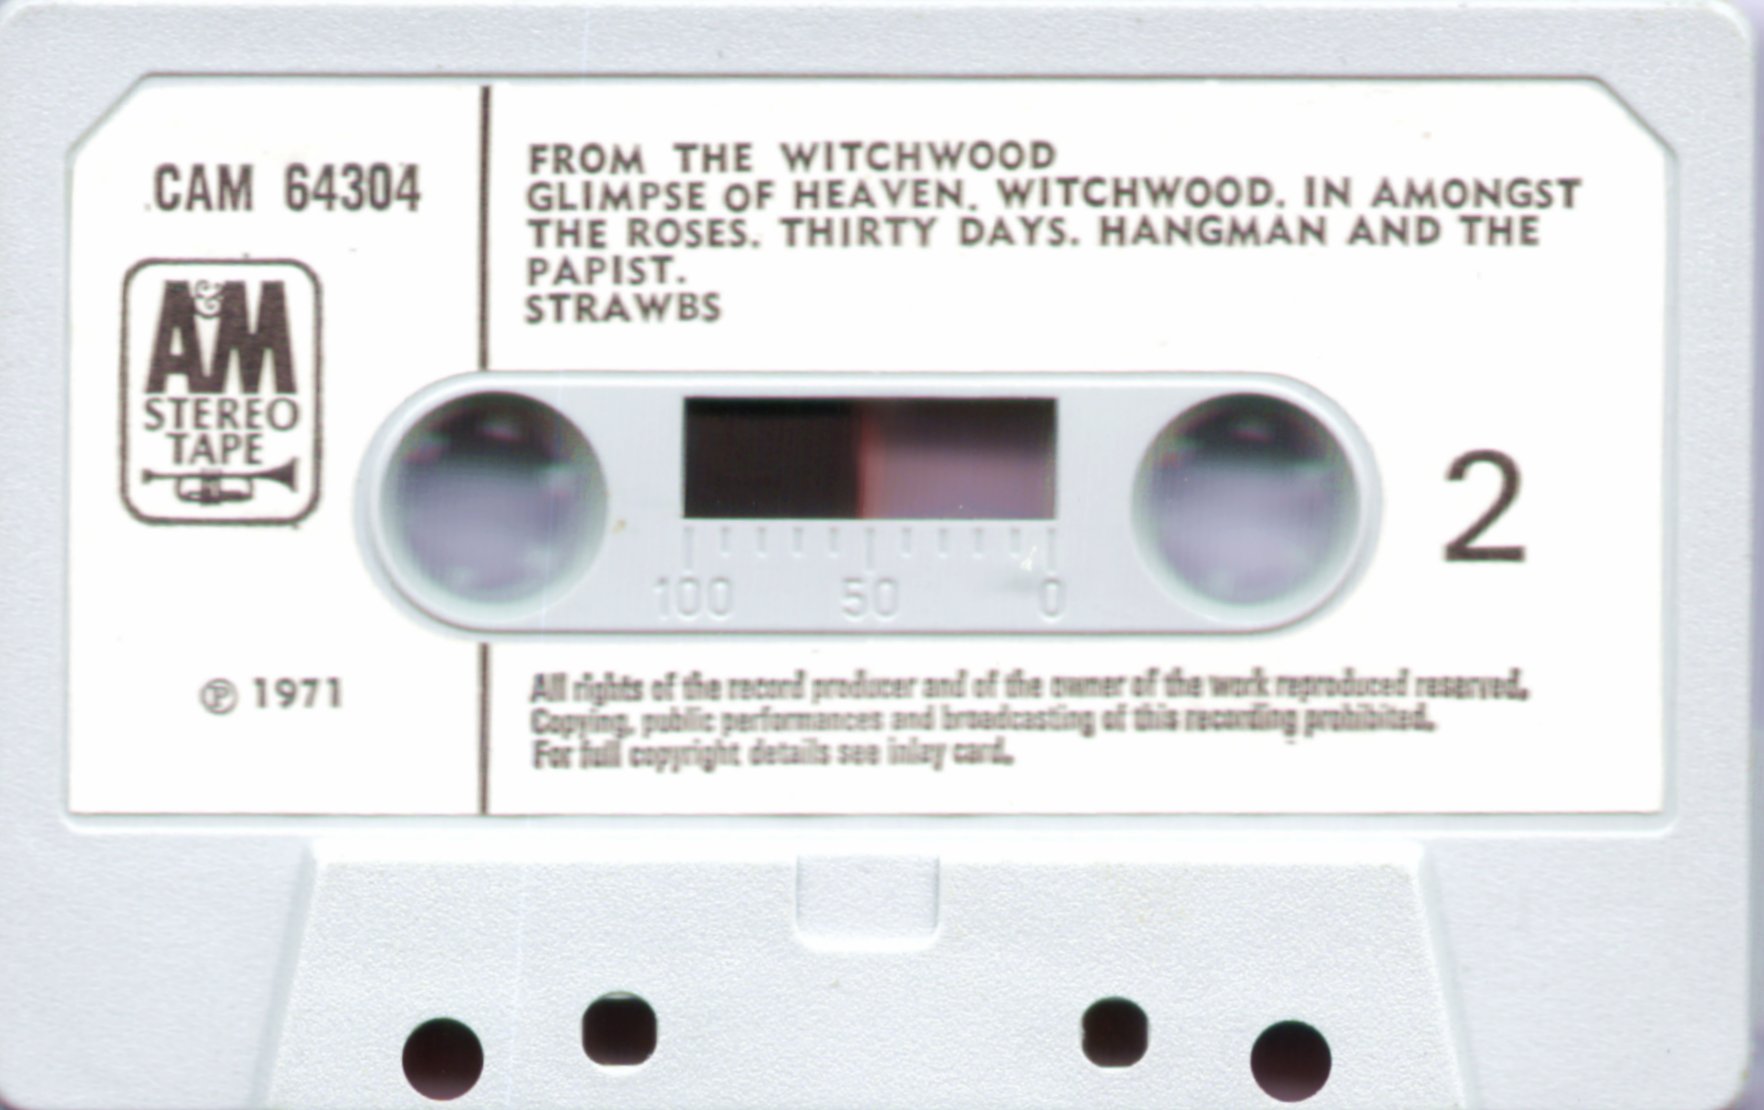 CAM 64304
A&M
STEREO
TAPE
℗ 1971
FROM THE WITCHWOOD
GLIMPSE OF HEAVEN. WITCHWOOD. IN AMONGST
THE ROSES. THIRTY DAYS. HANGMAN AND THE
PAPIST.
STRAWBS
100 50 0
2
All rights of the record producer and of the owner of the work reproduced reserved.
Copying, public performances and broadcasting of this recording prohibited.
For full copyright details see inlay card.